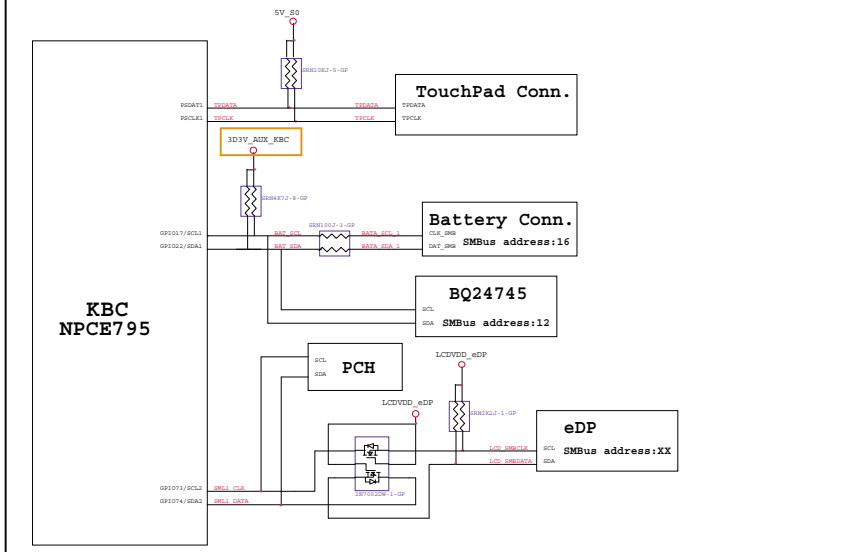 5V_S0
SRN10KJ-5-GP
TouchPad Conn.
PSDAT1 TPDATA TPDATA TPDATA
PSCLK1 TPCLK TPCLK TPCLK
3D3V_AUX_KBC
SRN4K7J-8-GP
SRN100J-3-GP
Battery Conn.
GPIO17/SCL1 BAT_SCL BATA_SCL_1 CLK_SMB
GPIO22/SDA1 BAT_SDA BATA_SDA_1 DAT_SMB SMBus address:16
BQ24745
SCL
SDA SMBus address:12
KBC
NPCE795
SCL
SDA
PCH
LCDVDD_eDP
SRN2K2J-1-GP
LCDVDD_eDP
eDP
LCD_SMBCLK SCL SMBus address:XX
LCD_SMBDATA SDA
GPIO73/SCL2 SML1_CLK
GPIO74/SDA2 SML1_DATA
2N7002DW-1-GP